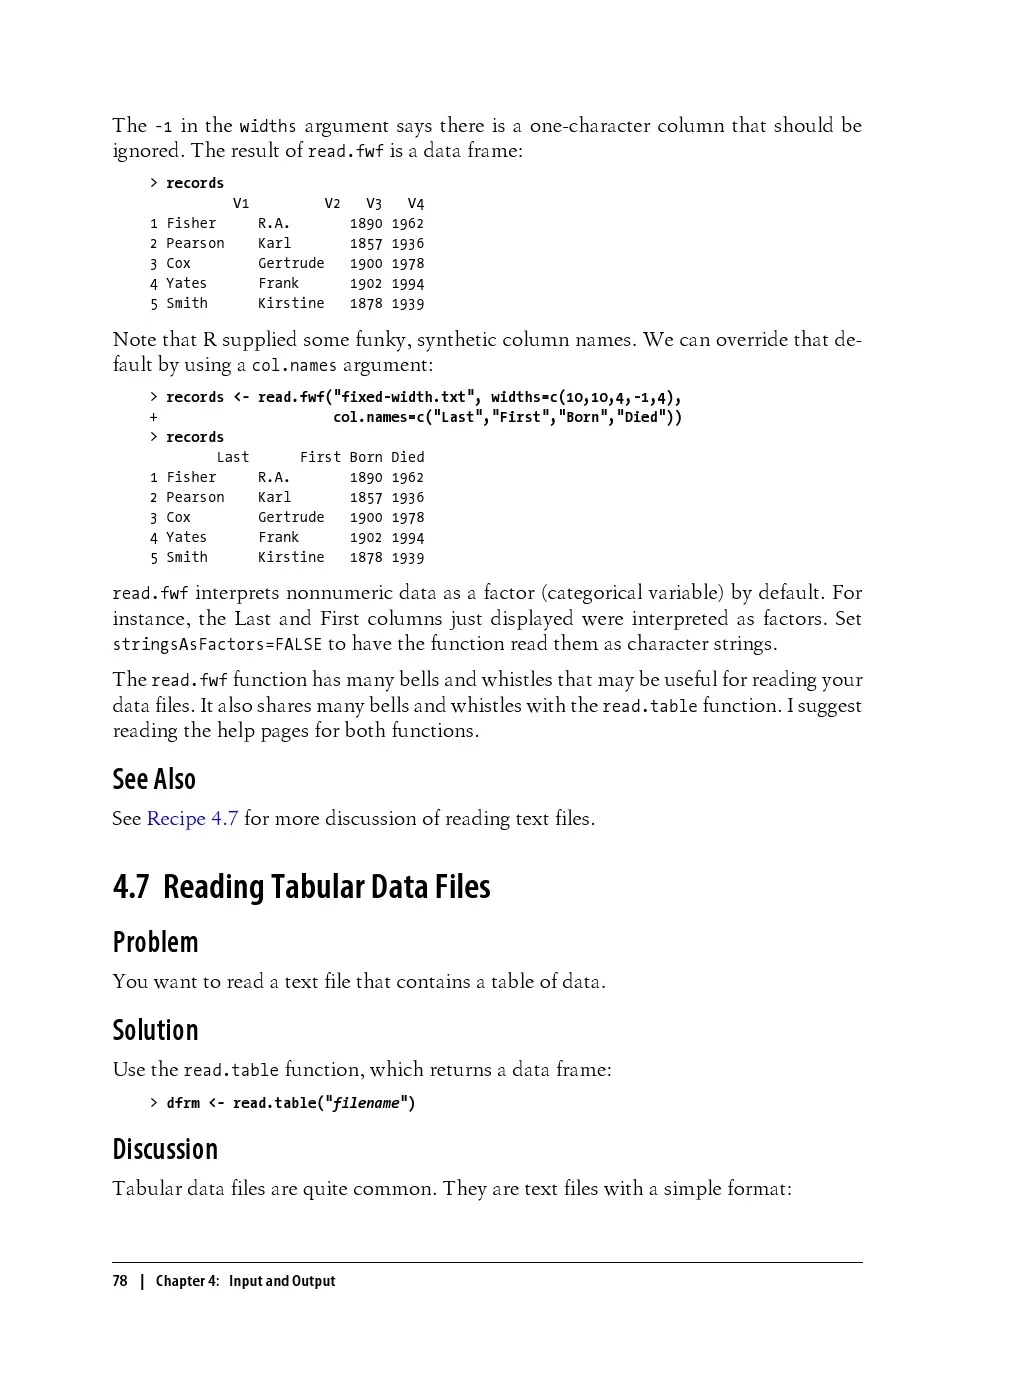 The -1 in the widths argument says there is a one-character column that should be
ignored. The result of read.fwf is a data frame:
> records
          V1         V2   V3   V4
1 Fisher     R.A.       1890 1962
2 Pearson    Karl       1857 1936
3 Cox        Gertrude   1900 1978
4 Yates      Frank      1902 1994
5 Smith      Kirstine   1878 1939
Note that R supplied some funky, synthetic column names. We can override that de-
fault by using a col.names argument:
> records <- read.fwf("fixed-width.txt", widths=c(10,10,4,-1,4),
+                     col.names=c("Last","First","Born","Died"))
> records
        Last      First Born Died
1 Fisher     R.A.       1890 1962
2 Pearson    Karl       1857 1936
3 Cox        Gertrude   1900 1978
4 Yates      Frank      1902 1994
5 Smith      Kirstine   1878 1939
read.fwf interprets nonnumeric data as a factor (categorical variable) by default. For
instance, the Last and First columns just displayed were interpreted as factors. Set
stringsAsFactors=FALSE to have the function read them as character strings.
The read.fwf function has many bells and whistles that may be useful for reading your
data files. It also shares many bells and whistles with the read.table function. I suggest
reading the help pages for both functions.
See Also
See Recipe 4.7 for more discussion of reading text files.
4.7 Reading Tabular Data Files
Problem
You want to read a text file that contains a table of data.
Solution
Use the read.table function, which returns a data frame:
> dfrm <- read.table("filename")
Discussion
Tabular data files are quite common. They are text files with a simple format:
78 | Chapter 4: Input and Output